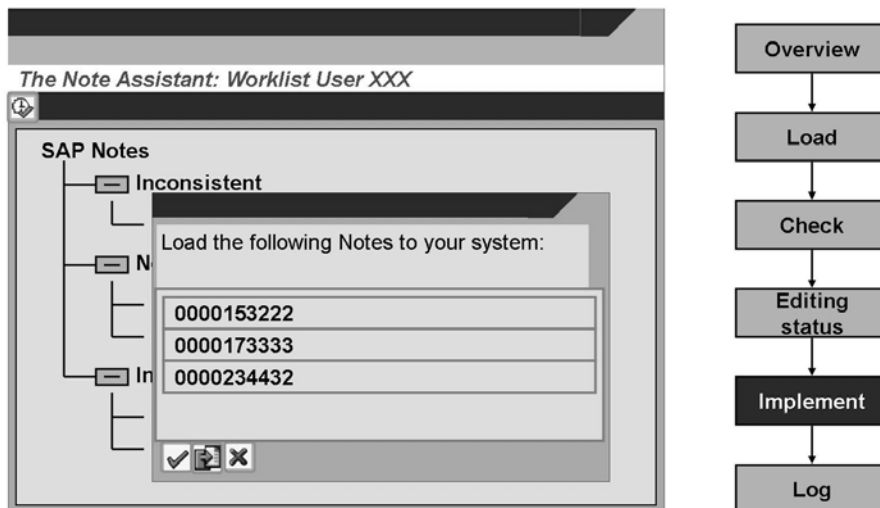 The Note Assistant: Worklist User XXX
SAP Notes
Inconsistent
N
In
Load the following Notes to your system:
0000153222
0000173333
0000234432
Overview
Load
Check
Editing
status
Implement
Log